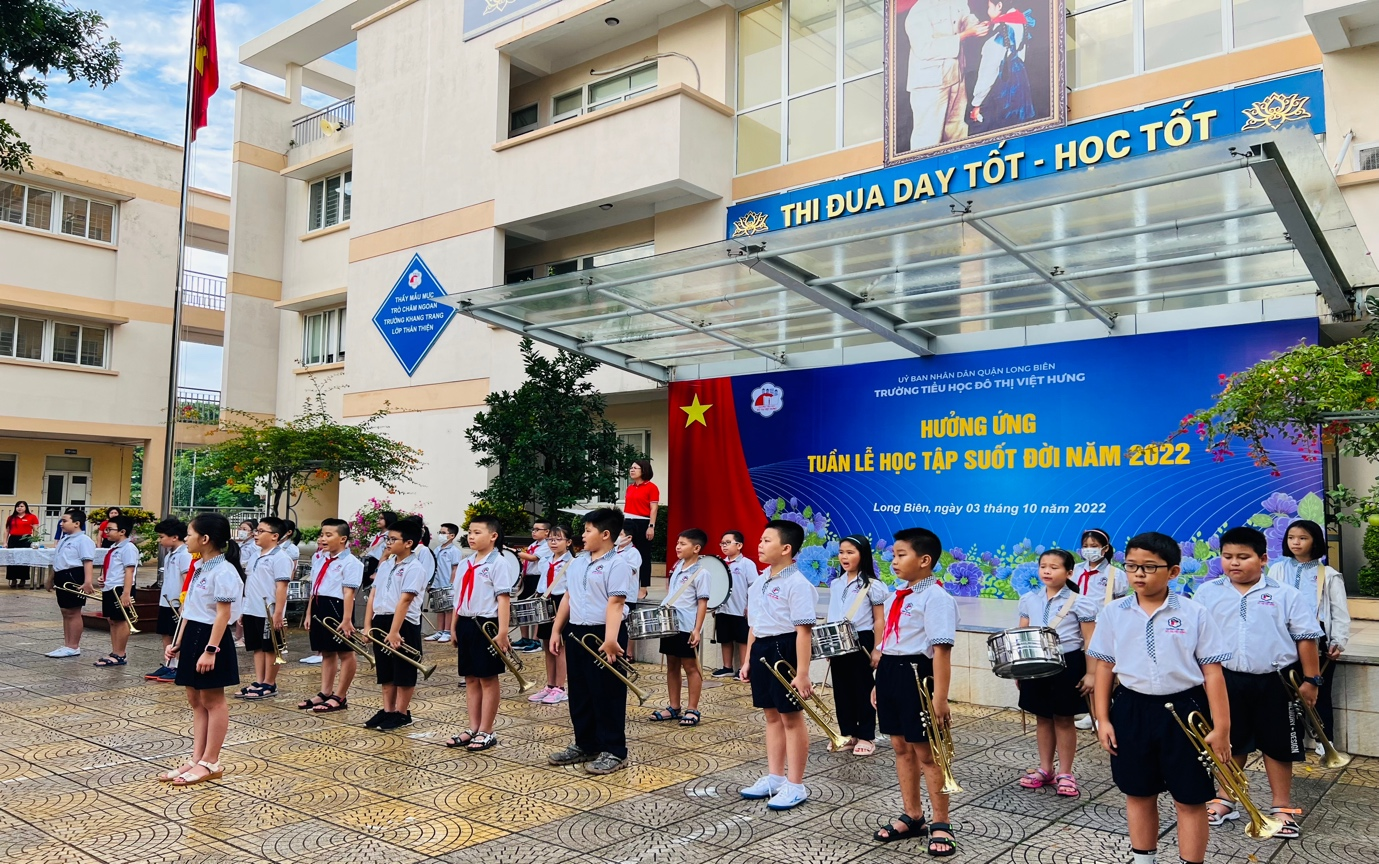 THI ĐUA DẠY TỐT - HỌC TỐT
THẦY MẪU MỰC
TRÒ CHĂM NGOAN
TRƯỜNG KHANG TRANG
LỚP THÂN THIỆN
UỶ BAN NHÂN DÂN QUẬN LONG BIÊN
TRƯỜNG TIỂU HỌC ĐÔ THỊ VIỆT HƯNG
HƯỞNG ỨNG
TUẦN LỄ HỌC TẬP SUỐT ĐỜI NĂM 2022
Long Biên, ngày 03 tháng 10 năm 2022